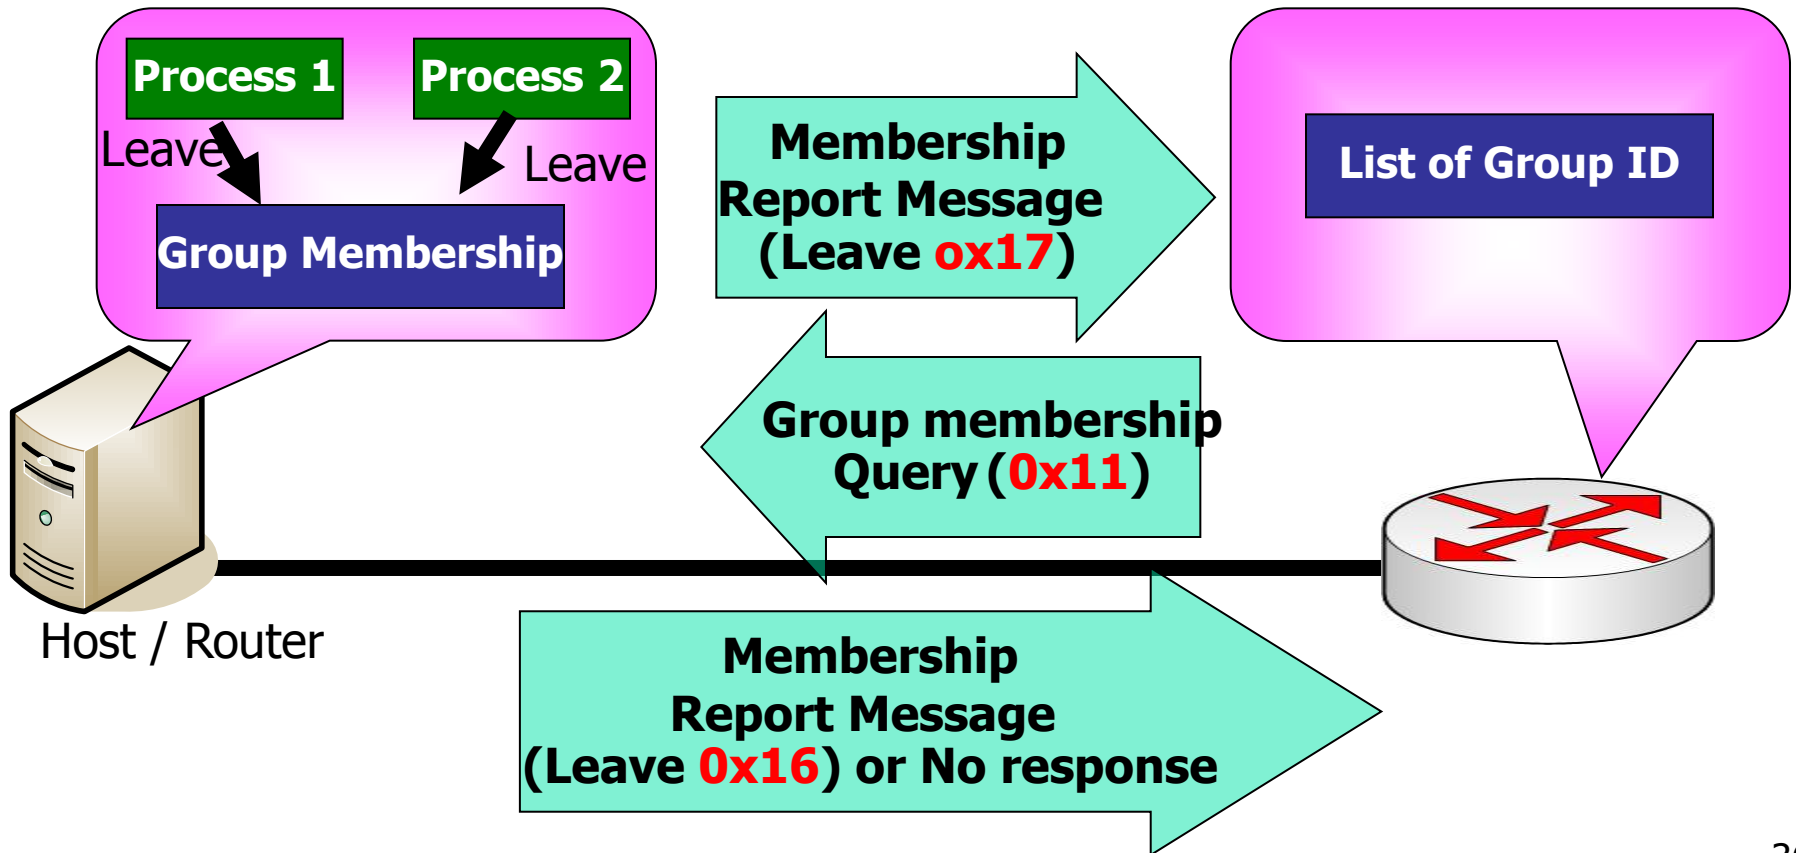 Process 1
Process 2
Leave
Leave
Group Membership
Membership
Report Message
(Leave ox17)
List of Group ID
Group membership
Query (0x11)
Host / Router
Membership
Report Message
(Leave 0x16) or No response